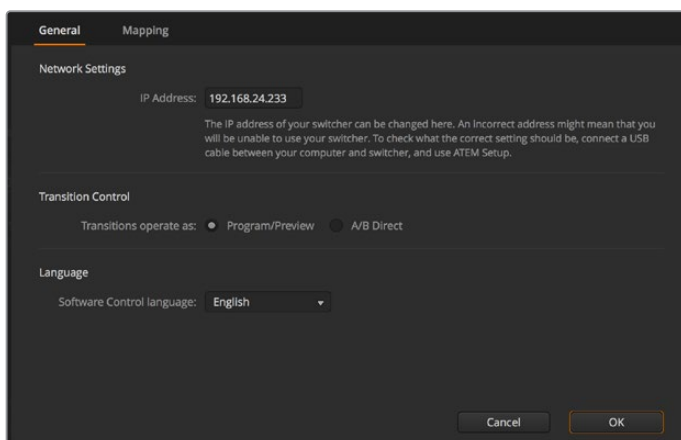 General Mapping
Network Settings
IP Address: 192.168.24.233
The IP address of your switcher can be changed here. An incorrect address might mean that you
will be unable to use your switcher. To check what the correct setting should be, connect a USB
cable between your computer and switcher, and use ATEM Setup.
Transition Control
Transitions operate as: Program/Preview A/B Direct
Language
Software Control language: English
Cancel OK